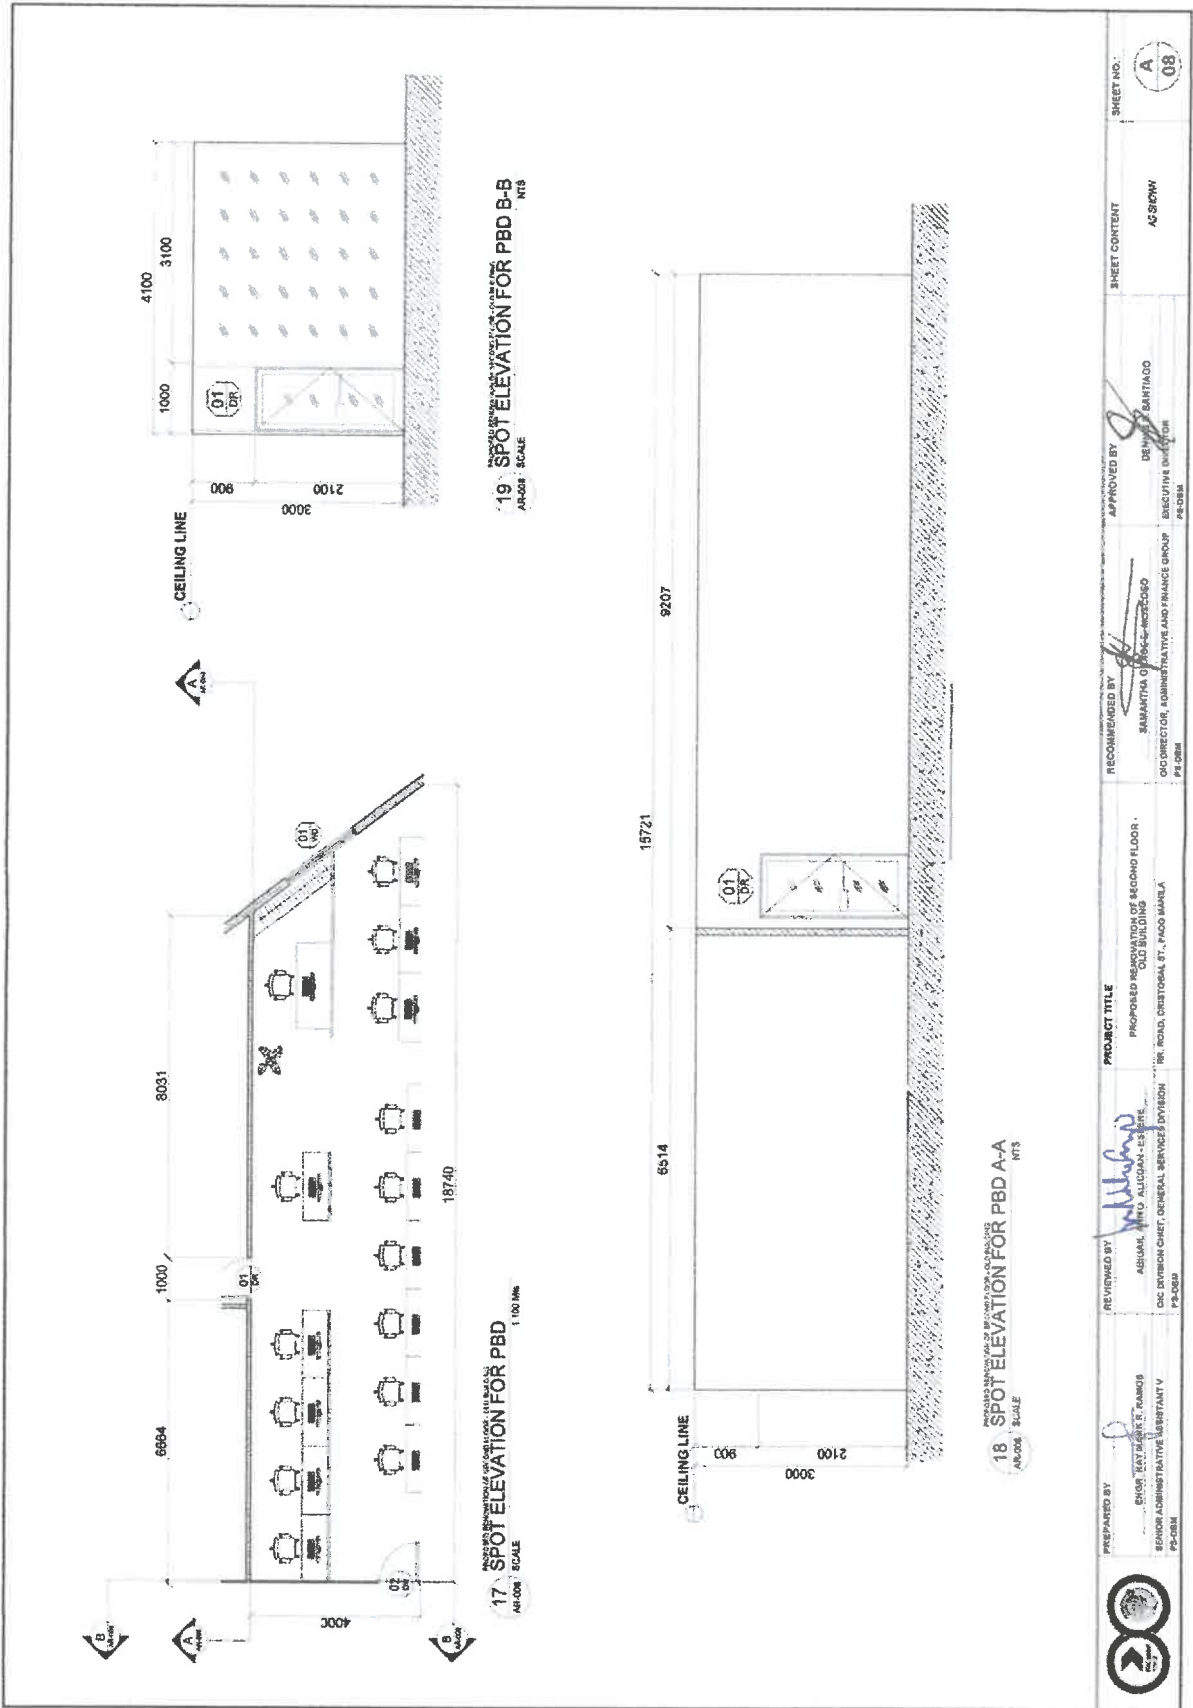 B
A
4000
6664
1000
8031
18740
01
DR
02
01
A
17 SPOT ELEVATION FOR PBD
AR-008 SCALE 1:100 Mts
B
CEILING LINE
4100
1000
3100
900
2100
3000
01
DR
19 SPOT ELEVATION FOR PBD B-B
AR-008 SCALE NTS
CEILING LINE
15721
6514
9207
900
2100
3000
01
DR
18 SPOT ELEVATION FOR PBD A-A
AR-008 SCALE NTS
PREPARED BY
ENGR. RAYMARK R. RAMOS
SENIOR ADMINISTRATIVE ASSISTANT V
PS-DBM
REVIEWED BY
OIC DIVISION CHIEF, GENERAL SERVICES DIVISION
PS-DBM
PROJECT TITLE
PROPOSED RENOVATION OF SECOND FLOOR -
OLD BUILDING
RR. ROAD, CRISTOBAL ST., PACO MANILA
RECOMMENDED BY
SAMANTHA
OIC DIRECTOR, ADMINISTRATIVE AND FINANCE GROUP
PS-DBM
APPROVED BY
SANTIAGO
EXECUTIVE DIRECTOR
PS-DBM
SHEET CONTENT
AS SHOWN
SHEET NO.:
A
08